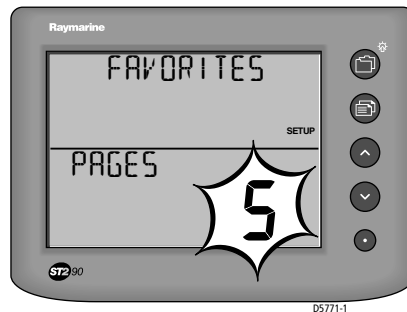 Raymarine
FAVORITES
SETUP
PAGES
5
ST290
D5771-1